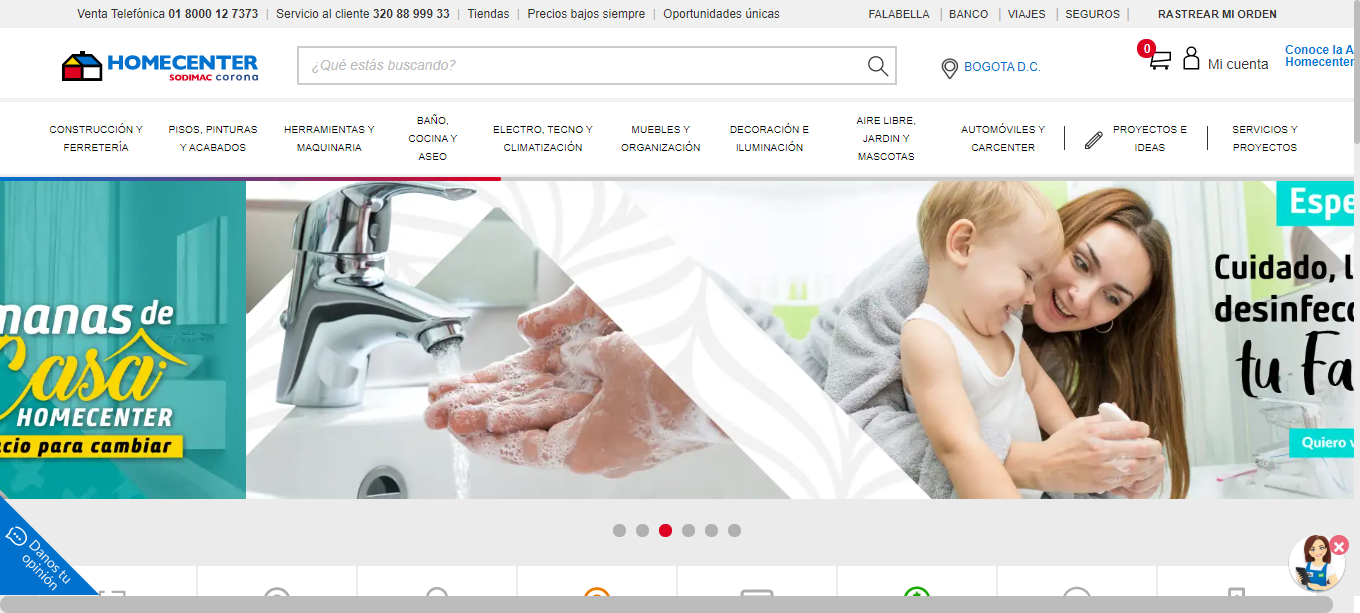 Venta Telefónica 01 8000 12 7373 | Servicio al cliente 320 88 999 33 | Tiendas | Precios bajos siempre | Oportunidades únicas
FALABELLA | BANCO | VIAJES | SEGUROS | RASTREAR MI ORDEN
HOMECENTER
SODIMAC corona
¿Qué estás buscando?
BOGOTA D.C.
0
Mi cuenta
Conoce la A
Homecenter
CONSTRUCCIÓN Y
FERRETERÍA
PISOS, PINTURAS
Y ACABADOS
HERRAMIENTAS Y
MAQUINARIA
BAÑO,
COCINA Y
ASEO
ELECTRO, TECNO Y
CLIMATIZACIÓN
MUEBLES Y
ORGANIZACIÓN
DECORACIÓN E
ILUMINACIÓN
AIRE LIBRE,
JARDIN Y
MASCOTAS
AUTOMÓVILES Y
CARCENTER
PROYECTOS E
IDEAS
SERVICIOS Y
PROYECTOS
manas de
Casa
HOMECENTER
cio para cambiar
Espe
Cuidado, l
desinfecc
tu Fa
Quiero v
Danos tu
opinión